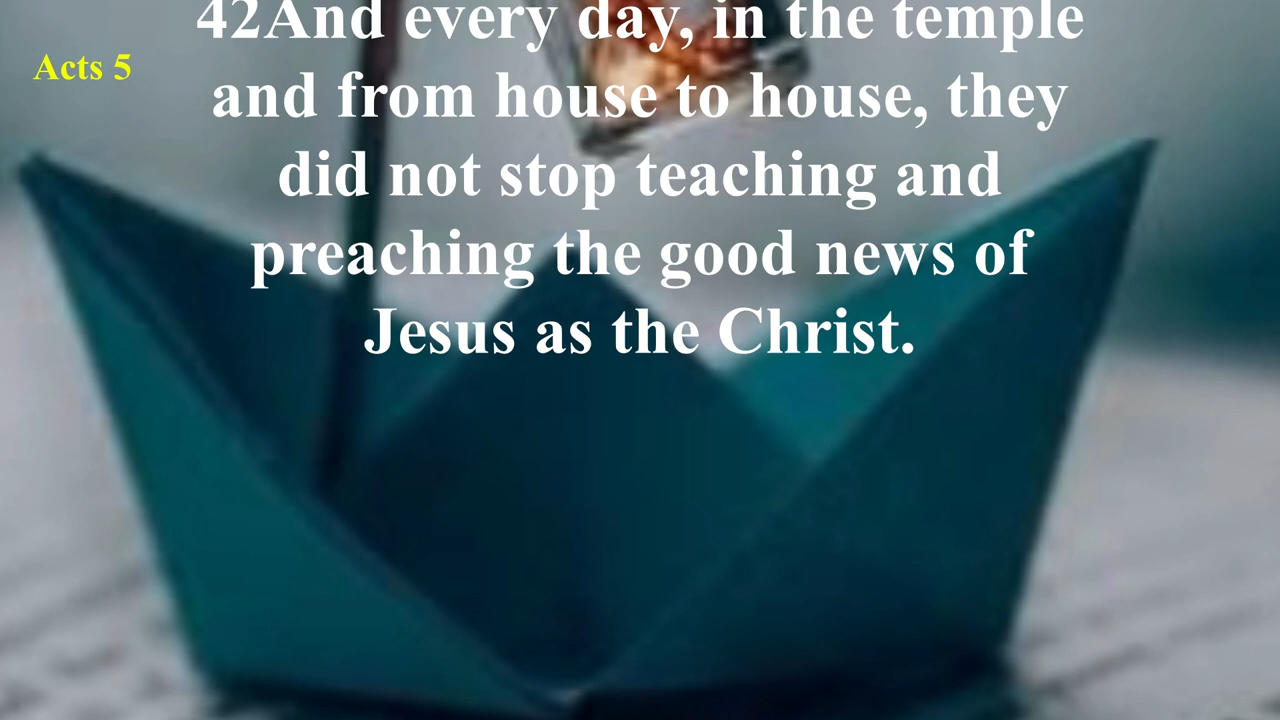 42And every day, in the temple
Acts 5
and from house to house, they
did not stop teaching and
preaching the good news of
Jesus as the Christ.